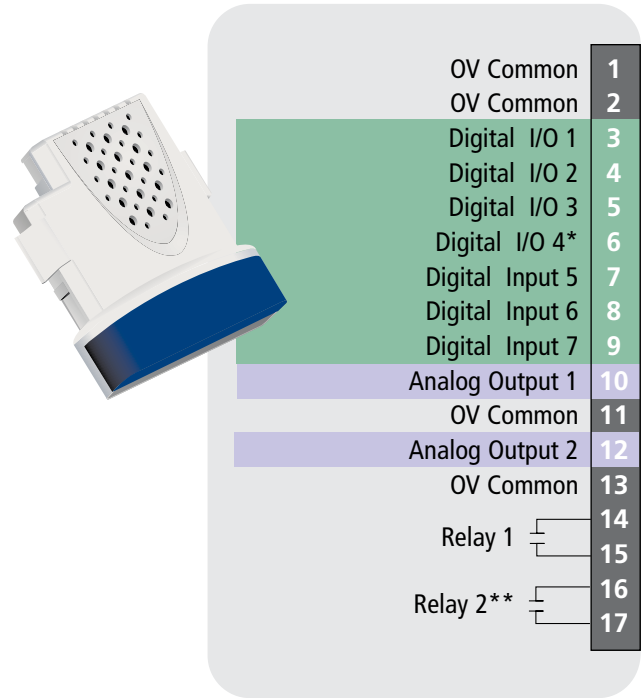 OV Common 1
OV Common 2
Digital I/O 1 3
Digital I/O 2 4
Digital I/O 3 5
Digital I/O 4* 6
Digital Input 5 7
Digital Input 6 8
Digital Input 7 9
Analog Output 1 10
OV Common 11
Analog Output 2 12
OV Common 13
14
Relay 1
15
16
Relay 2**
17